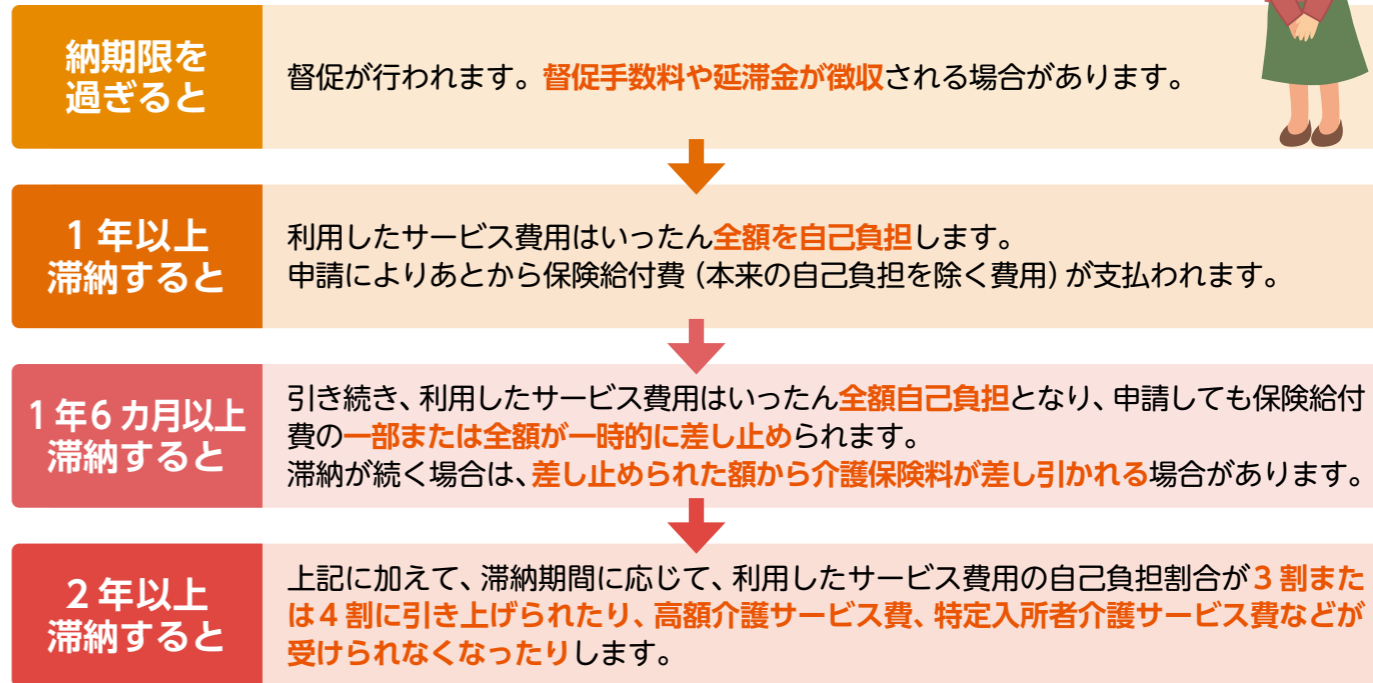 納期限を
過ぎると
督促が行われます。督促手数料や延滞金が徴収される場合があります。
1年以上
滞納すると
利用したサービス費用はいったん全額を自己負担します。
申請によりあとから保険給付費（本来の自己負担を除く費用）が支払われます。
1年6カ月以上
滞納すると
引き続き、利用したサービス費用はいったん全額自己負担となり、申請しても保険給付
費の一部または全額が一時的に差し止められます。
滞納が続く場合は、差し止められた額から介護保険料が差し引かれる場合があります。
2年以上
滞納すると
上記に加えて、滞納期間に応じて、利用したサービス費用の自己負担割合が3割また
は4割に引き上げられたり、高額介護サービス費、特定入所者介護サービス費などが
受けられなくなったりします。